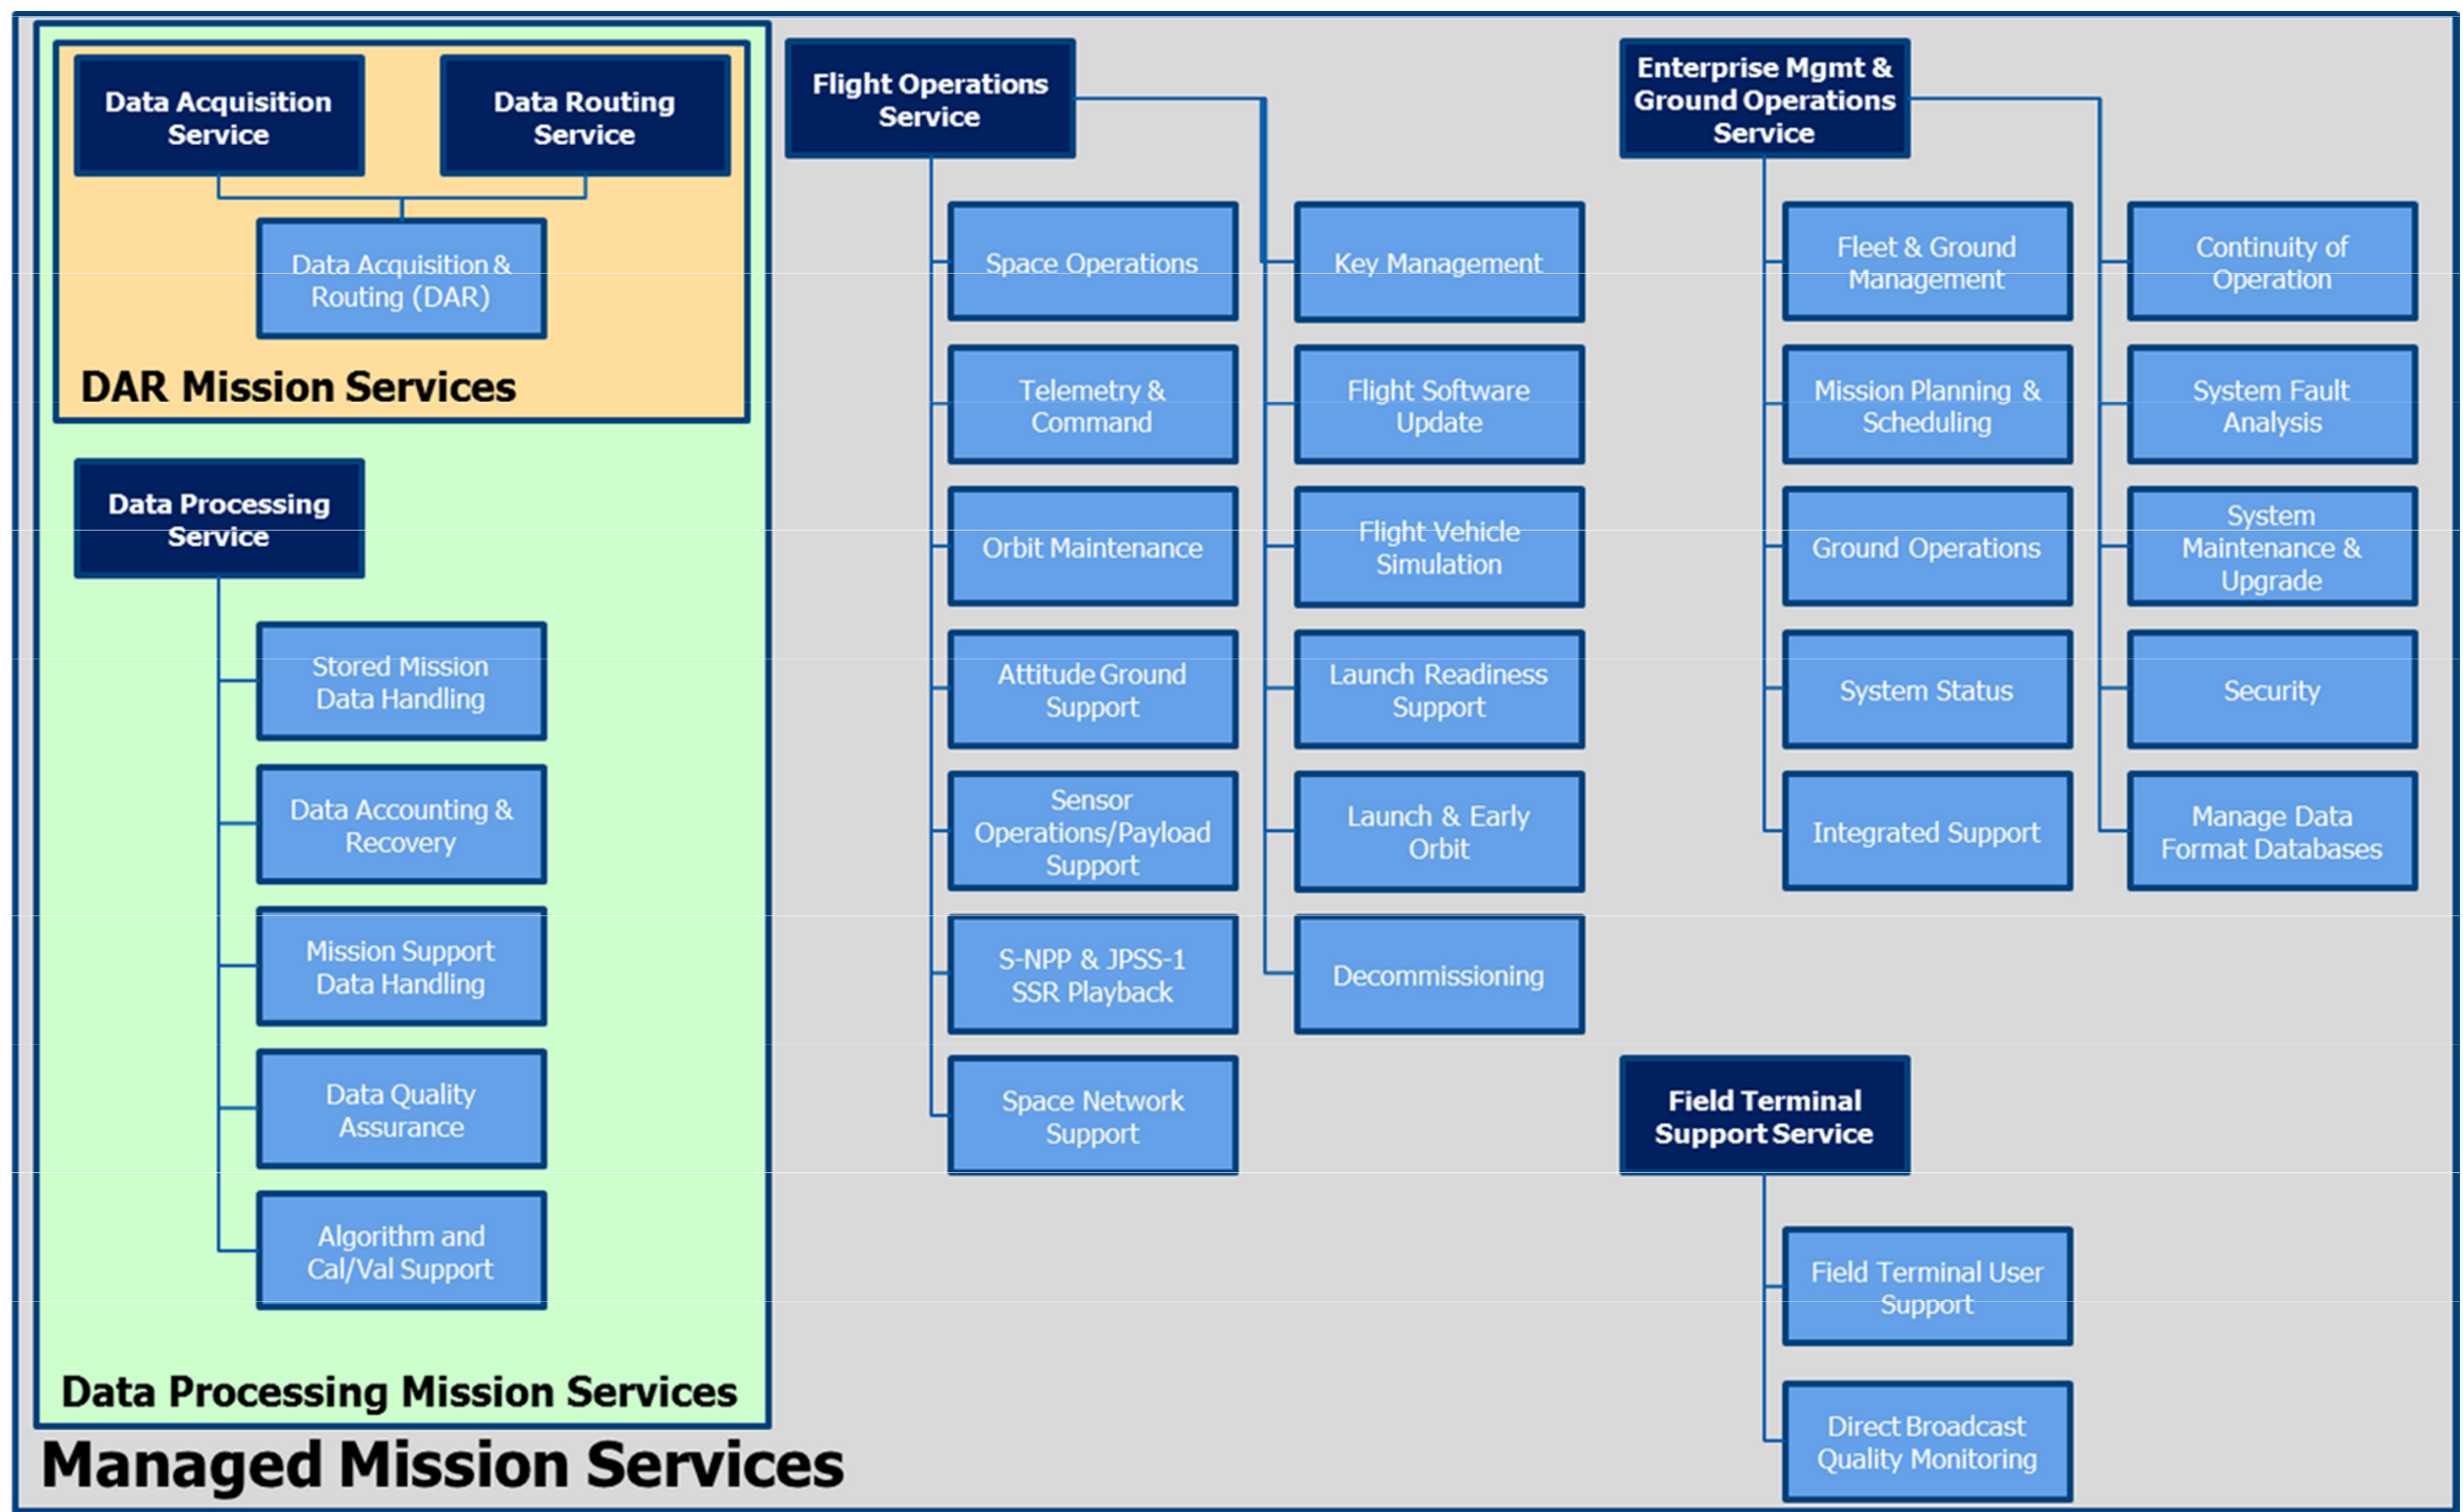 Data Acquisition
Service
Data Routing
Service
Data Acquisition &
Routing (DAR)
DAR Mission Services
Data Processing
Service
Stored Mission
Data Handling
Data Accounting &
Recovery
Mission Support
Data Handling
Data Quality
Assurance
Algorithm and
Cal/Val Support
Data Processing Mission Services
Managed Mission Services
Flight Operations
Service
Space Operations
Telemetry &
Command
Orbit Maintenance
Attitude Ground
Support
Sensor
Operations/Payload
Support
S-NPP & JPSS-1
SSR Playback
Space Network
Support
Key Management
Flight Software
Update
Flight Vehicle
Simulation
Launch Readiness
Support
Launch & Early
Orbit
Decommissioning
Enterprise Mgmt &
Ground Operations
Service
Fleet & Ground
Management
Mission Planning &
Scheduling
Ground Operations
System Status
Integrated Support
Continuity of
Operation
System Fault
Analysis
System
Maintenance &
Upgrade
Security
Manage Data
Format Databases
Field Terminal
Support Service
Field Terminal User
Support
Direct Broadcast
Quality Monitoring